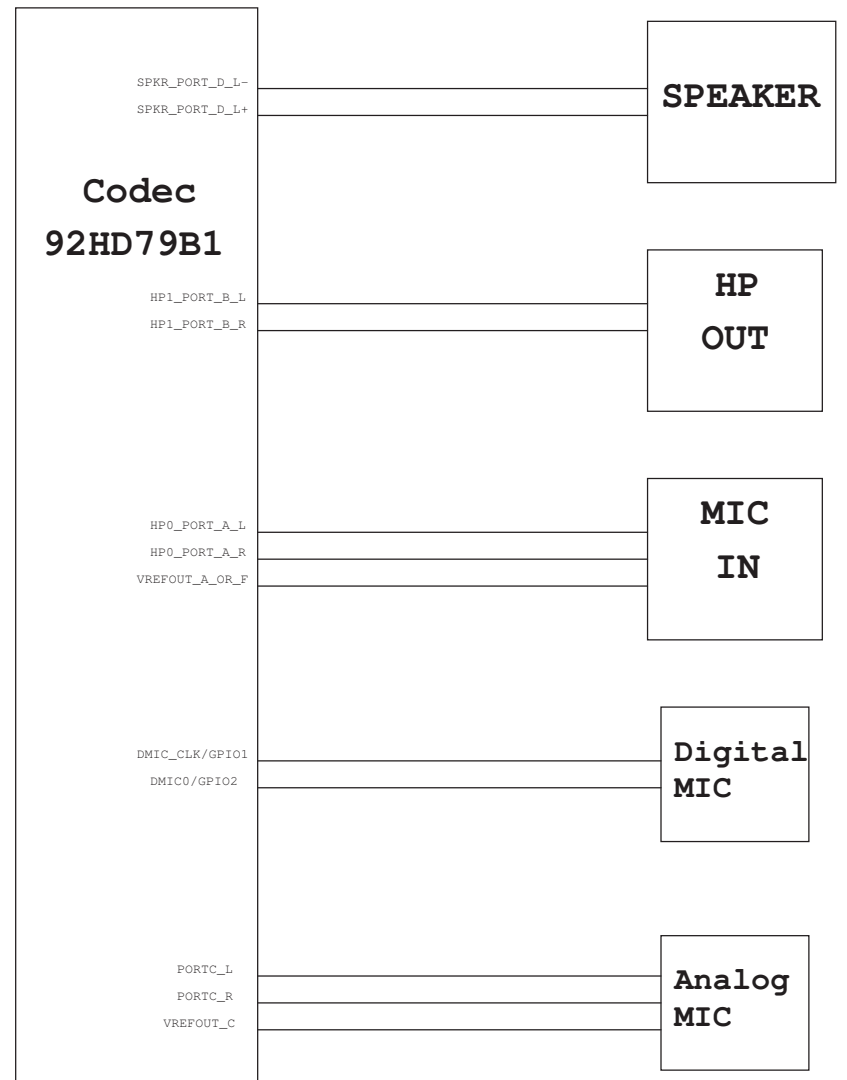 SPKR_PORT_D_L-
SPKR_PORT_D_L+
SPEAKER
Codec
92HD79B1
HP1_PORT_B_L
HP1_PORT_B_R
HP
OUT
HP0_PORT_A_L
HP0_PORT_A_R
VREFOUT_A_OR_F
MIC
IN
DMIC_CLK/GPIO1
DMIC0/GPIO2
Digital
MIC
PORTC_L
PORTC_R
VREFOUT_C
Analog
MIC